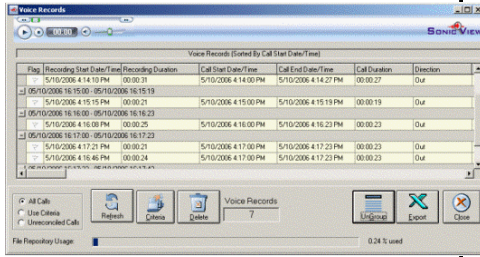 Voice Records
00:00
SONIC VIEW
Voice Records (Sorted By Call Start Date/Time)
Flag Recording Start Date/Time Recording Duration Call Start Date/Time Call End Date/Time Call Duration Direction
5/10/2006 4:14:10 PM 00:00:31 5/10/2006 4:14:00 PM 5/10/2006 4:14:27 PM 00:00:27 Out
05/10/2006 16:15:00 - 05/10/2006 16:15:19
5/10/2006 4:15:15 PM 00:00:21 5/10/2006 4:15:00 PM 5/10/2006 4:15:19 PM 00:00:19 Out
05/10/2006 16:16:00 - 05/10/2006 16:16:23
5/10/2006 4:16:08 PM 00:00:25 5/10/2006 4:16:00 PM 5/10/2006 4:16:23 PM 00:00:23 Out
05/10/2006 16:17:00 - 05/10/2006 16:17:23
5/10/2006 4:17:21 PM 00:00:21 5/10/2006 4:17:00 PM 5/10/2006 4:17:23 PM 00:00:23 Out
5/10/2006 4:16:46 PM 00:00:24 5/10/2006 4:17:00 PM 5/10/2006 4:17:23 PM 00:00:23 Out
All Calls
Use Criteria
Unreconciled Calls
Refresh
Criteria
Delete
Voice Records
7
UnGroup
Export
Close
File Repository Usage: 0.24 % used